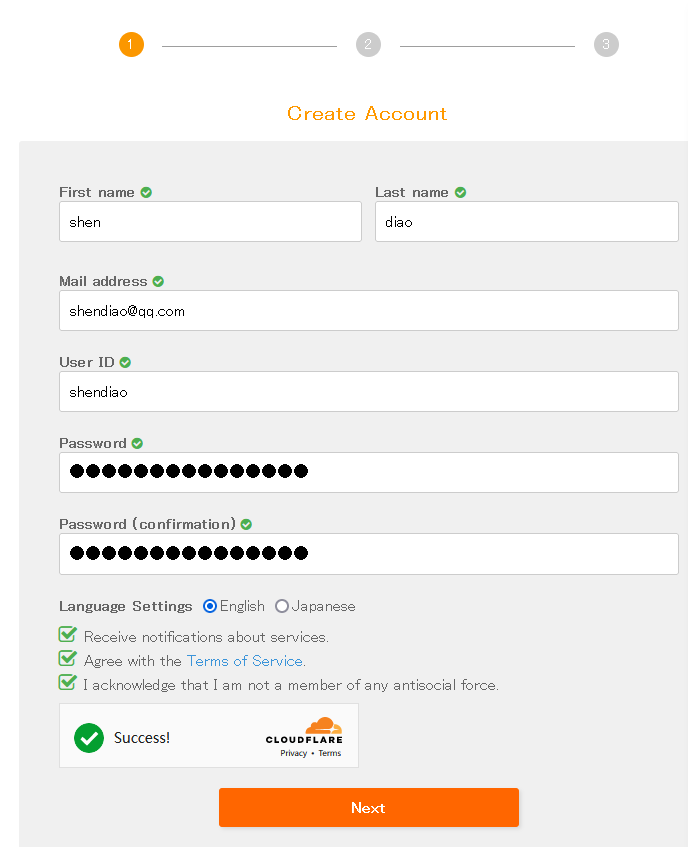 1 2 3
Create Account
First name Last name
shen diao
Mail address
shendiao@qq.com
User ID
shendiao
Password
●●●●●●●●●●●●●●●
Password (confirmation)
●●●●●●●●●●●●●●●
Language Settings English Japanese
Receive notifications about services.
Agree with the Terms of Service.
I acknowledge that I am not a member of any antisocial force.
Success! CLOUDFLARE
Privacy • Terms
Next